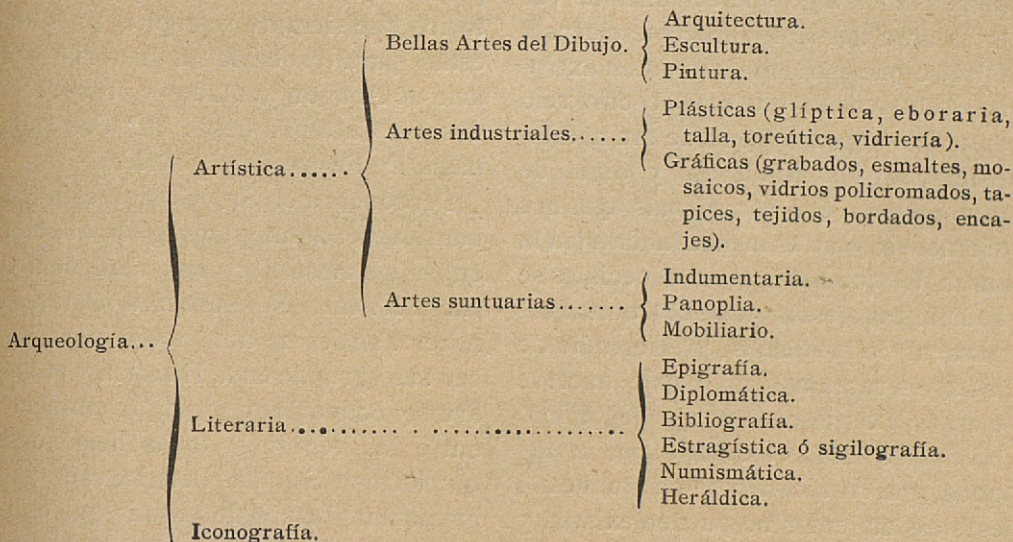 Arquitectura.
Bellas Artes del Dibujo.
Escultura.
Pintura.
Plásticas (glíptica, eboraria,
Artes industriales......
talla, toreútica, vidriería).
Artística......
Gráficas (grabados, esmaltes, mo-
saicos, vidrios policromados, ta-
pices, tejidos, bordados, enca-
jes).
Indumentaria.
Artes suntuarias.......
Panoplia.
Mobiliario.
Arqueología...
Epigrafía.
Diplomática.
Literaria.............................
Bibliografía.
Estragística ó sigilografía.
Numismática.
Heráldica.
Iconografía.